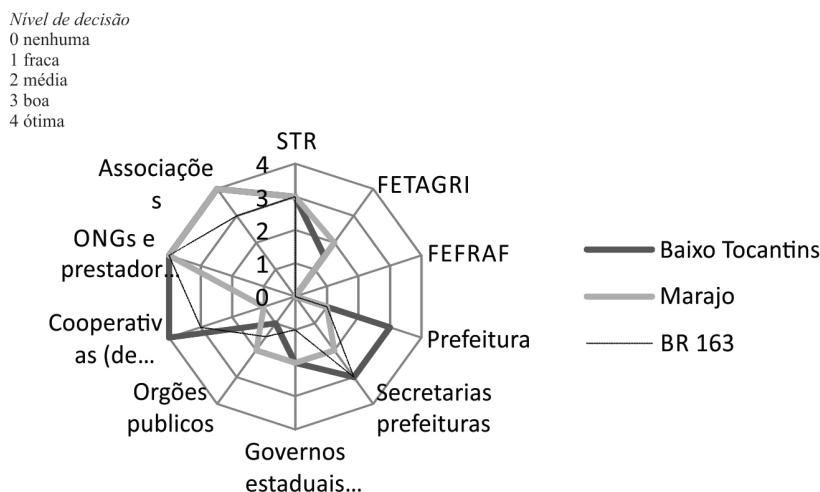 Nível de decisão
0 nenhuma
1 fraca
2 média
3 boa
4 ótima
STR
4
3
2
1
0
FETAGRI
FEFRAF
Prefeitura
Secretarias
prefeituras
Governos
estaduais...
Orgões
publicos
Cooperativ
as (de...
ONGs e
prestador...
Associaçõe
s
Baixo Tocantins
Marajo
BR 163